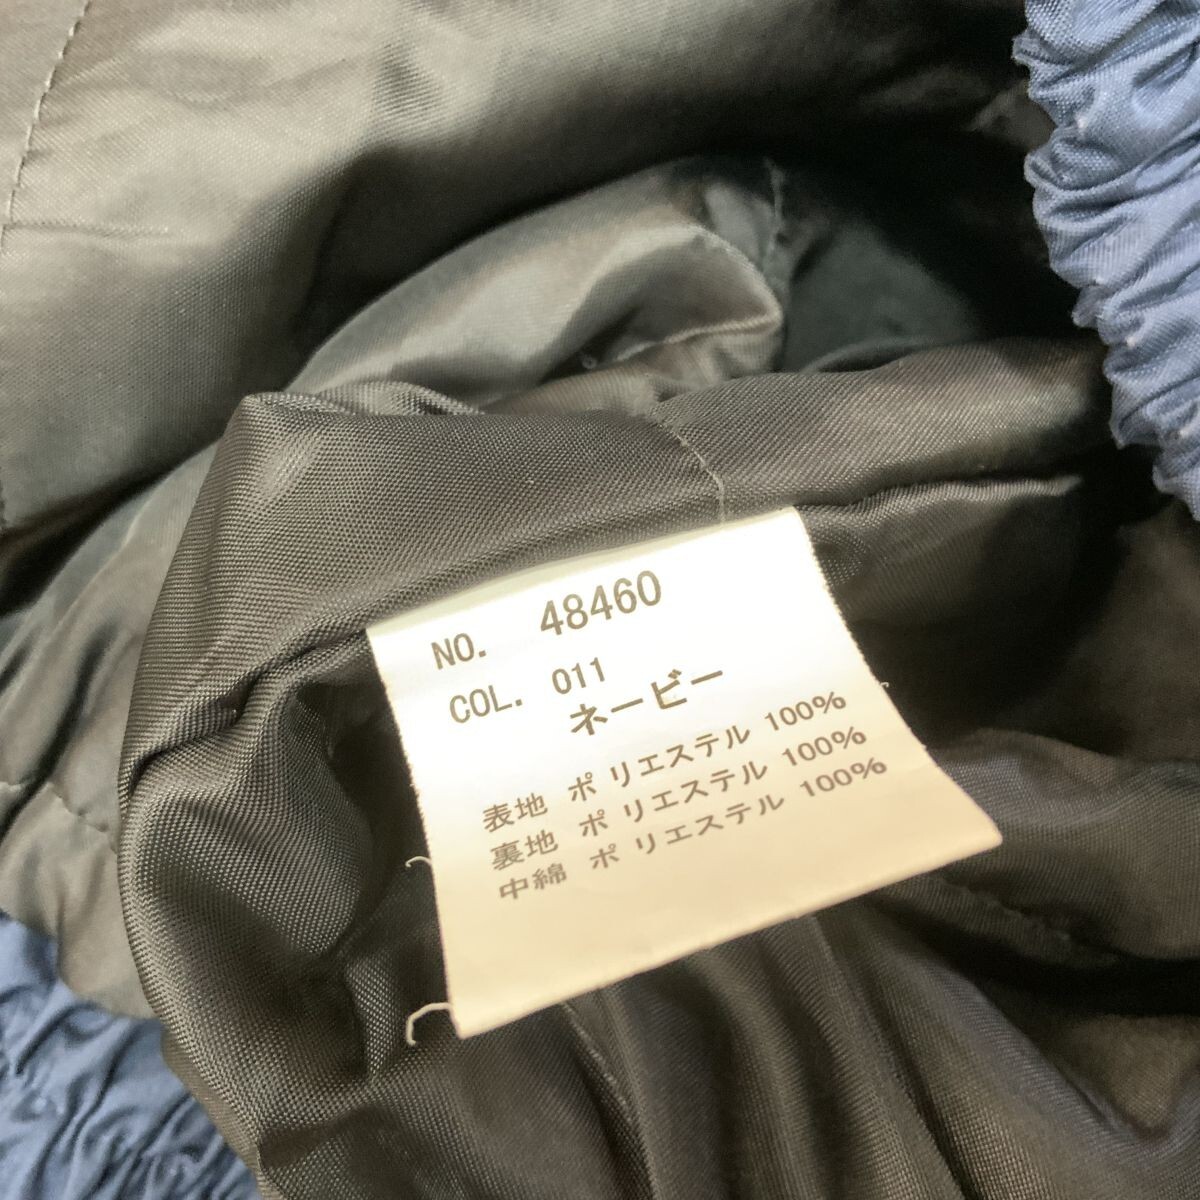 NO. 48460
COL. 011
ネービー
表地 ポリエステル 100%
裏地 ポリエステル 100%
中綿 ポリエステル 100%